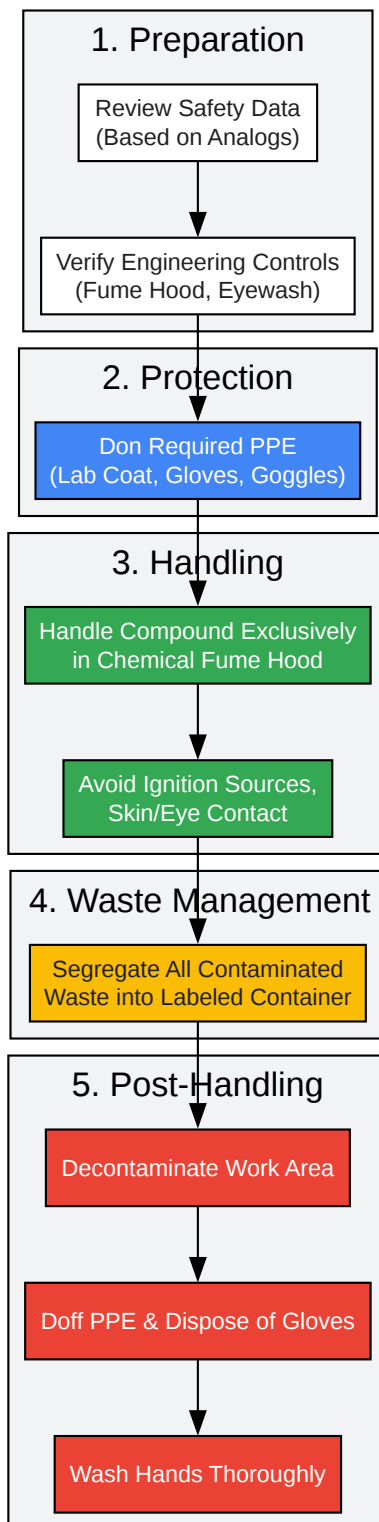 1. Preparation
Review Safety Data
(Based on Analogs)
Verify Engineering Controls
(Fume Hood, Eyewash)
2. Protection
Don Required PPE
(Lab Coat, Gloves, Goggles)
3. Handling
Handle Compound Exclusively
in Chemical Fume Hood
Avoid Ignition Sources,
Skin/Eye Contact
4. Waste Management
Segregate All Contaminated
Waste into Labeled Container
5. Post-Handling
Decontaminate Work Area
Doff PPE & Dispose of Gloves
Wash Hands Thoroughly